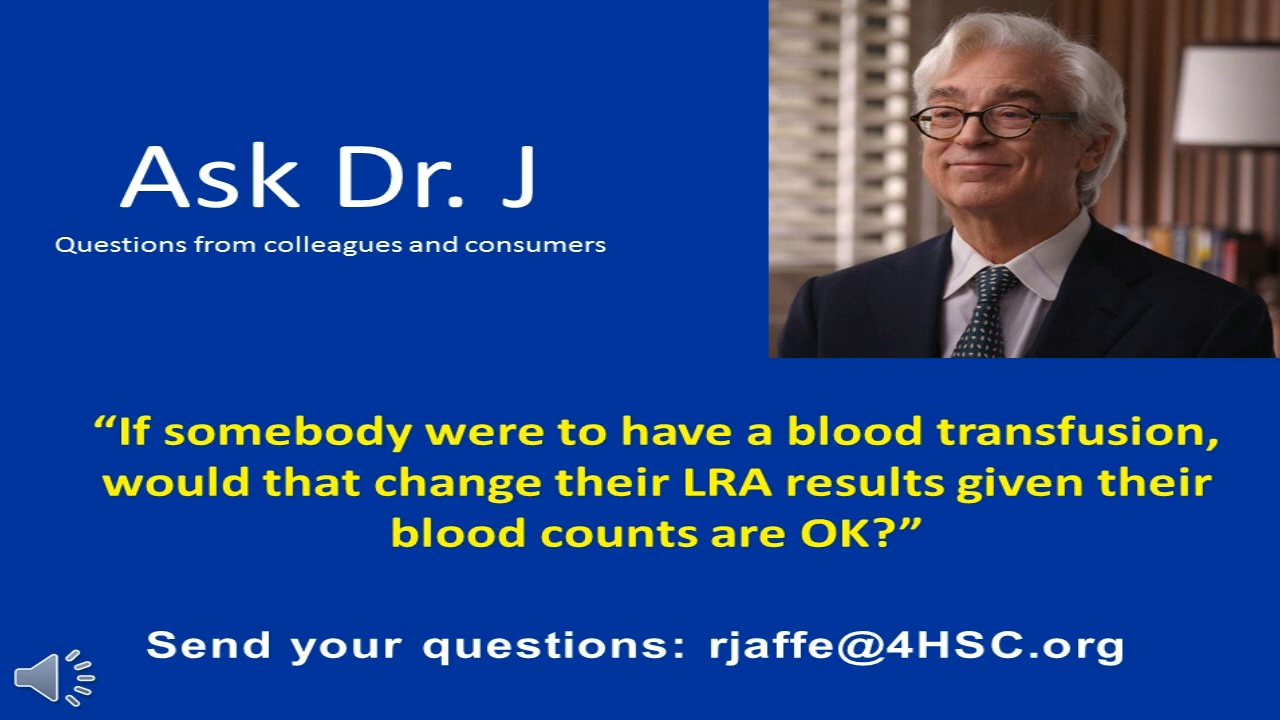 Ask Dr. J
Questions from colleagues and consumers
“If somebody were to have a blood transfusion,
would that change their LRA results given their
blood counts are OK?”
Send your questions: rjaffe@4HSC.org